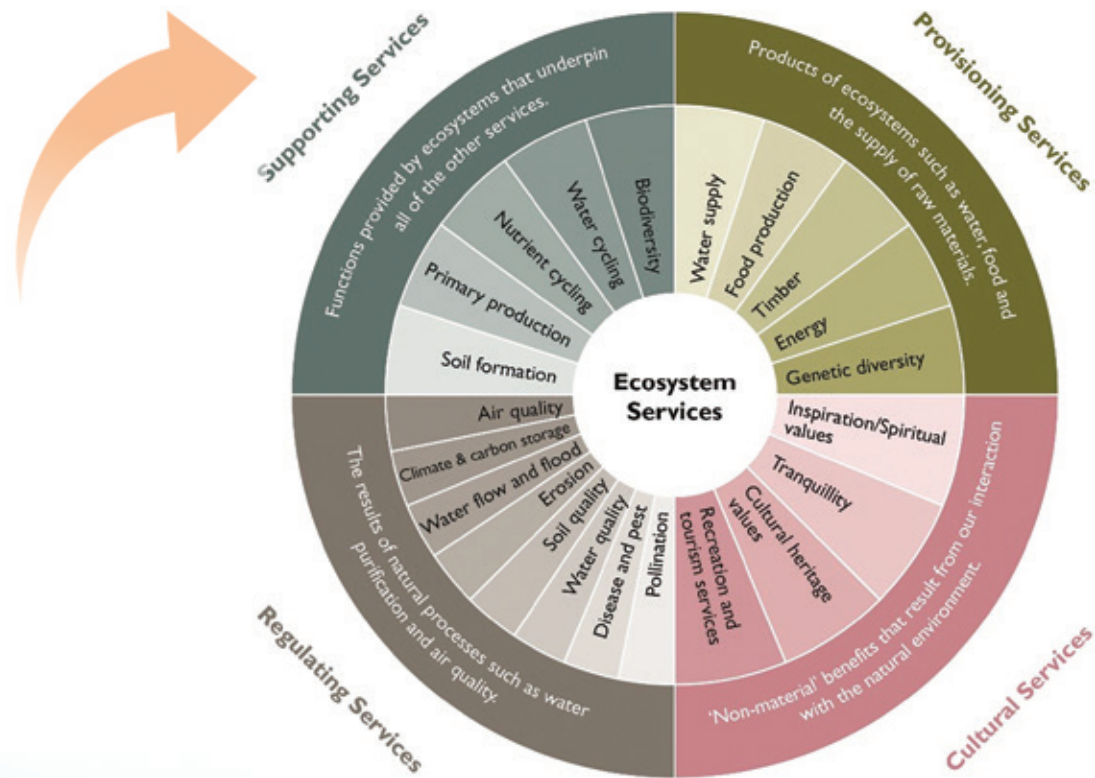 Supporting Services
Functions provided by ecosystems that underpin
all of the other services.
Biodiversity
Water cycling
Nutrient cycling
Primary production
Soil formation
Provisioning Services
Products of ecosystems such as water, food and
the supply of raw materials.
Water supply
Food production
Timber
Energy
Genetic diversity
Ecosystem
Services
Inspiration/Spiritual
values
Tranquillity
Cultural heritage
values
Recreation and
tourism services
'Non-material' benefits that result from our interaction
with the natural environment.
Cultural Services
Air quality
Climate & carbon storage
Water flow and flood
Erosion
Soil quality
Water quality
Disease and pest
Pollination
The results of natural processes such as water
purification and air quality.
Regulating Services